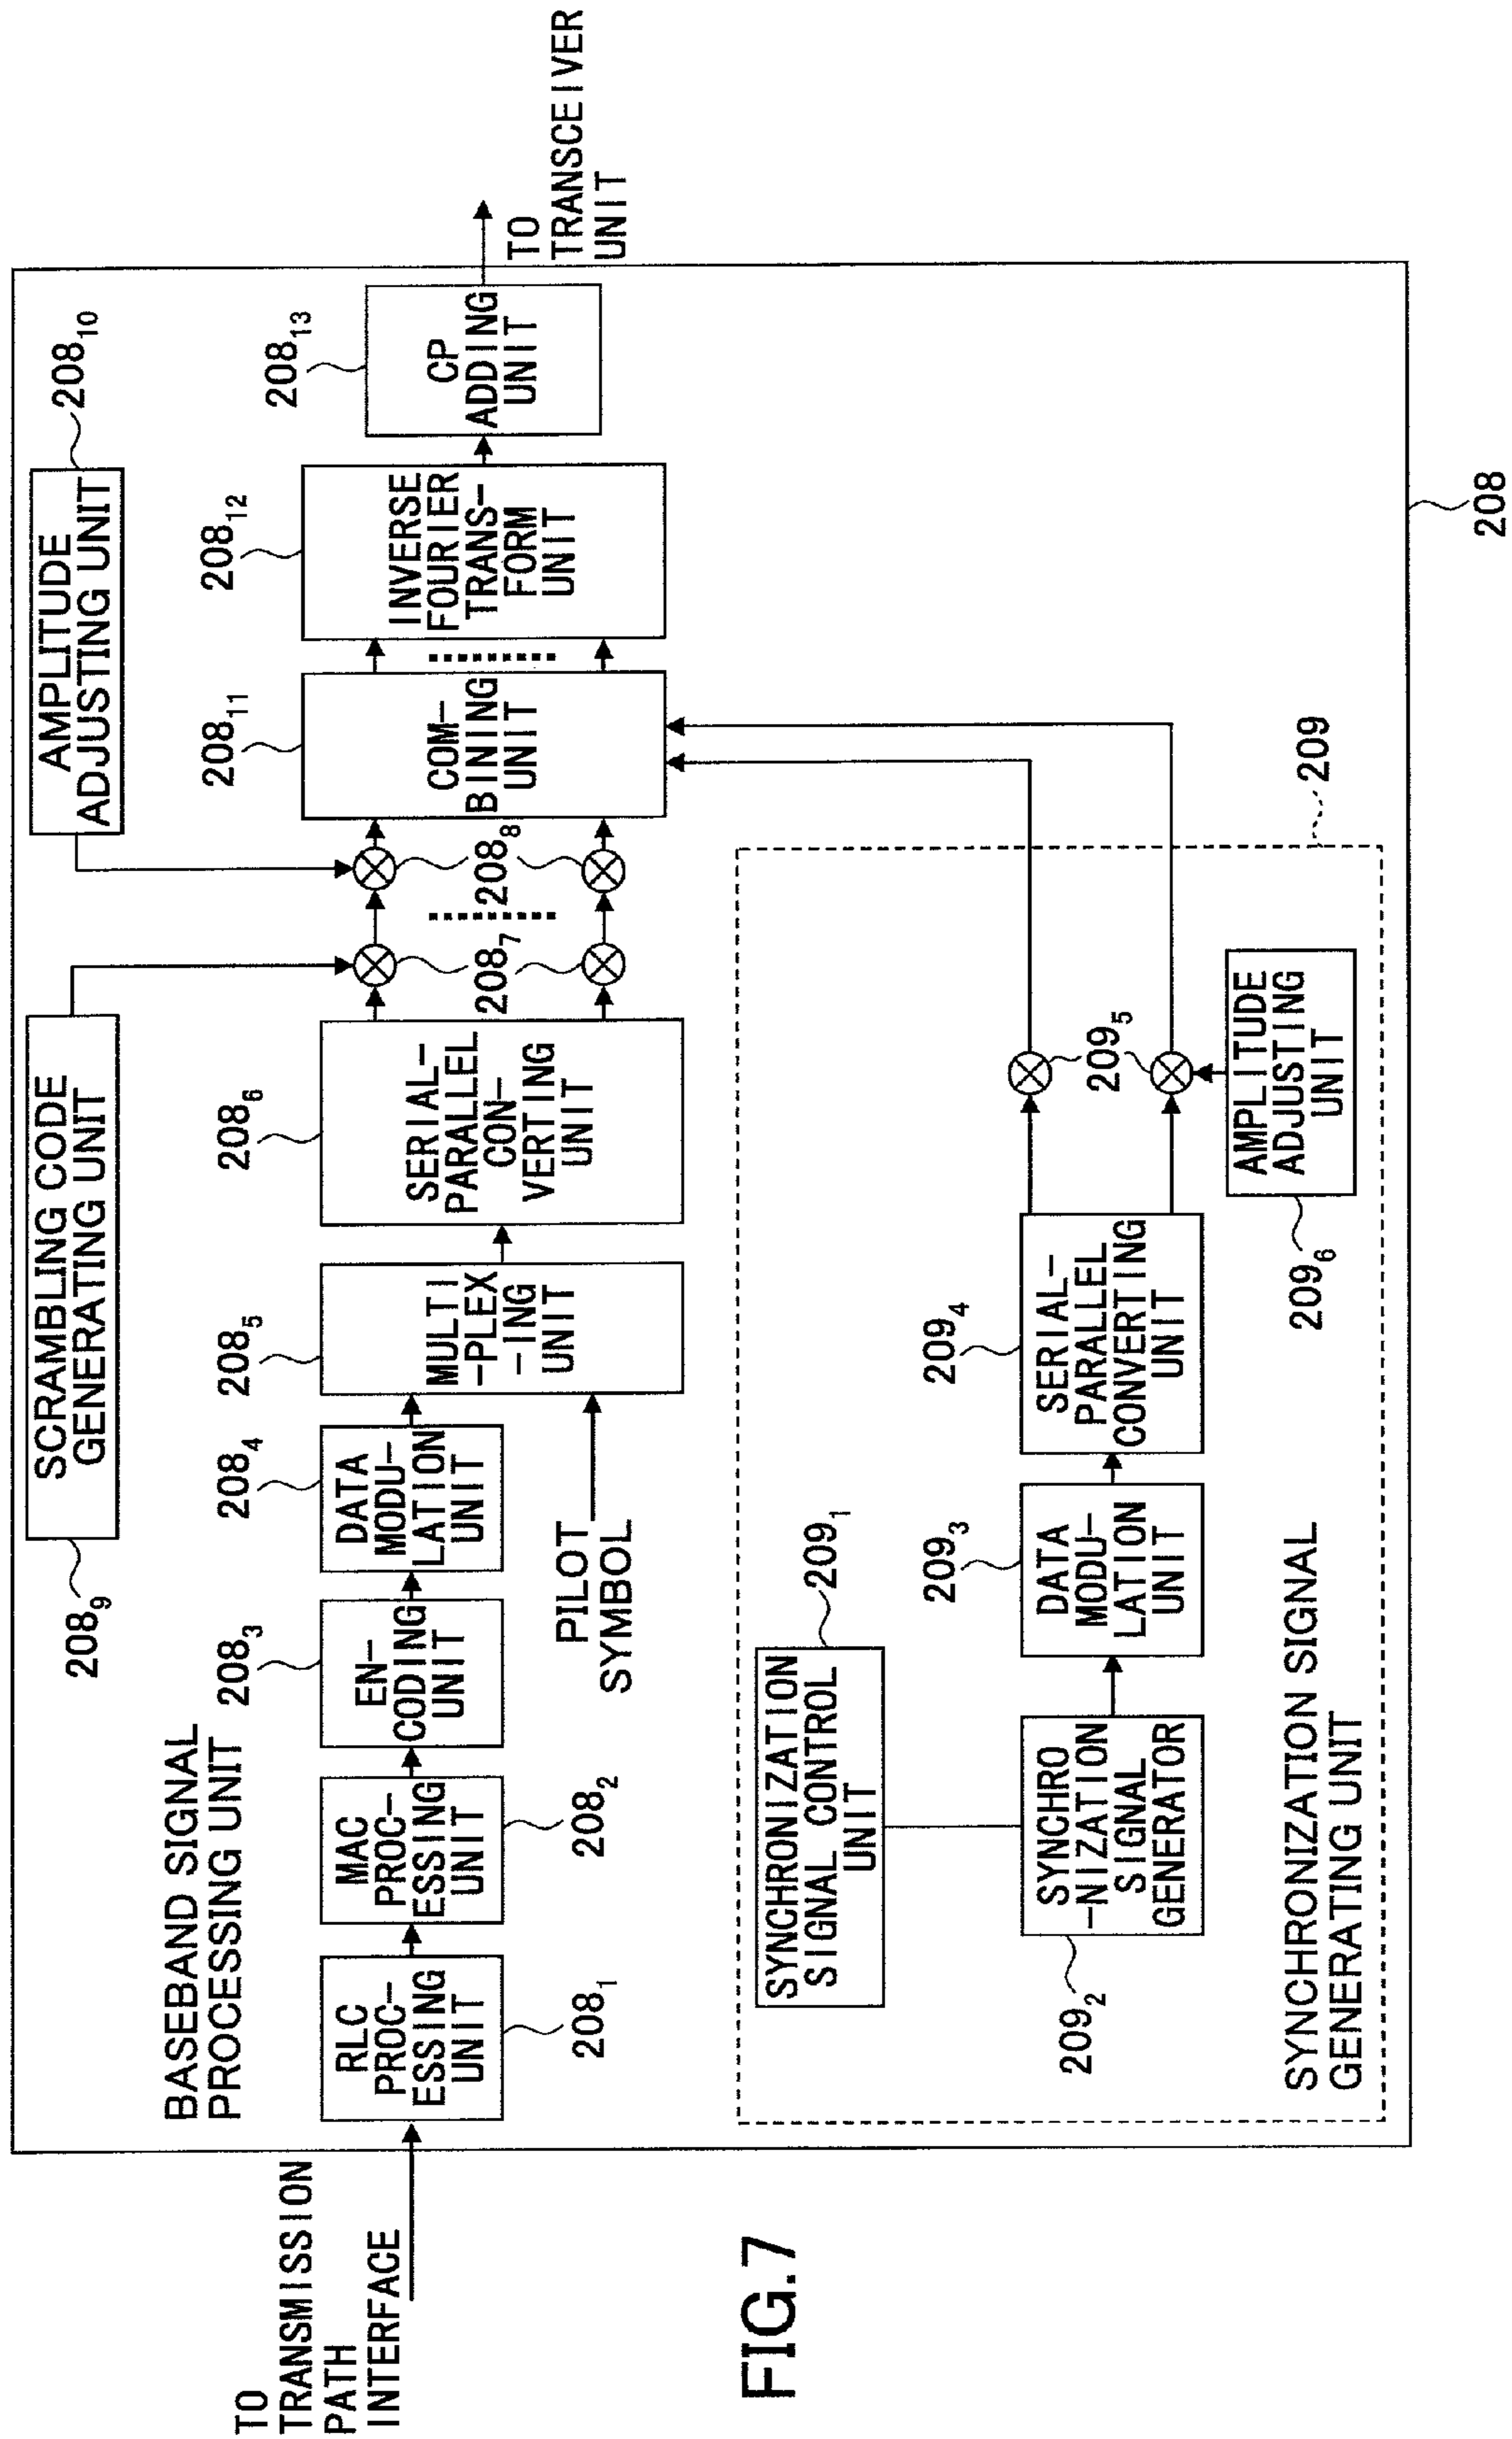 BASEBAND SIGNAL
PROCESSING UNIT
SCRAMBLING CODE
GENERATING UNIT
208₉
AMPLITUDE
ADJUSTING UNIT
208₁₀
TO
TRANSMISSION
PATH
INTERFACE
RLC
PROC-
ESSING
UNIT
208₁
MAC
PROC-
ESSING
UNIT
208₂
EN-
CODING
UNIT
208₃
DATA
MODU-
LATION
UNIT
208₄
PILOT
SYMBOL
MULTI
-PLEX
-ING
UNIT
208₅
SERIAL-
PARALLEL
CON-
VERTING
UNIT
208₆
208₇
208₈
COM-
BINING
UNIT
208₁₁
INVERSE
FOURIER
TRANS-
FORM
UNIT
208₁₂
CP
ADDING
UNIT
208₁₃
TO
TRANSCEIVER
UNIT
SYNCHRONIZATION
SIGNAL CONTROL
UNIT
209₁
SYNCHRO
-NIZATION
SIGNAL
GENERATOR
209₂
DATA
MODU-
LATION
UNIT
209₃
SERIAL-
PARALLEL
CONVERTING
UNIT
209₄
209₅
AMPLITUDE
ADJUSTING
UNIT
209₆
209
SYNCHRONIZATION SIGNAL
GENERATING UNIT
208
FIG.7